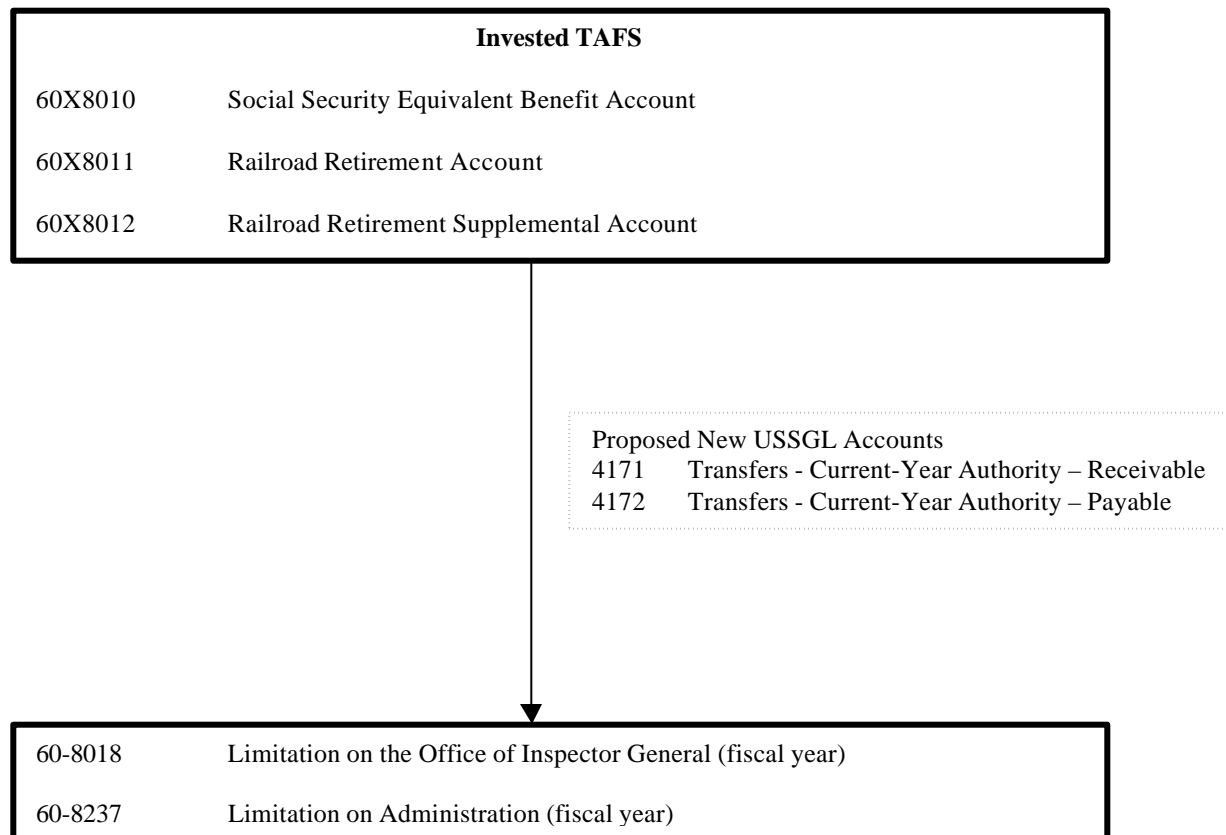 Invested TAFS
60X8010 Social Security Equivalent Benefit Account
60X8011 Railroad Retirement Account
60X8012 Railroad Retirement Supplemental Account
Proposed New USSGL Accounts
4171 Transfers - Current-Year Authority – Receivable
4172 Transfers - Current-Year Authority – Payable
60-8018 Limitation on the Office of Inspector General (fiscal year)
60-8237 Limitation on Administration (fiscal year)